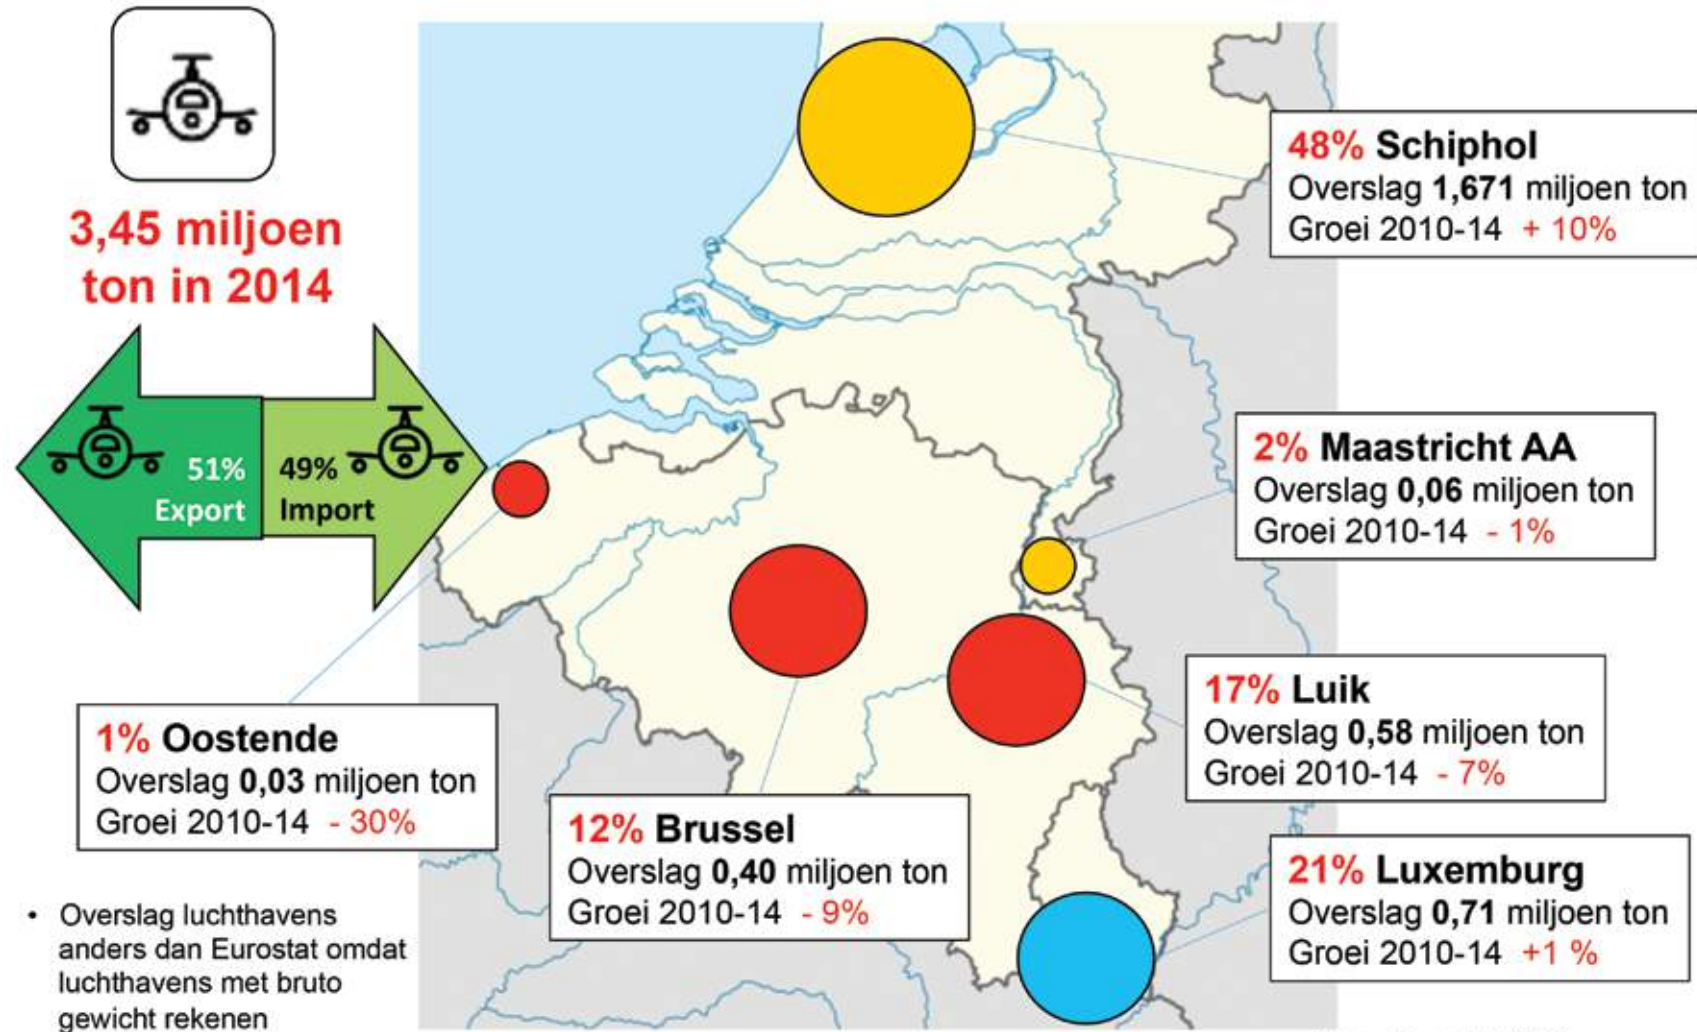 3,45 miljoen
ton in 2014
51%
Export
49%
Import
48% Schiphol
Overslag 1,671 miljoen ton
Groei 2010-14 + 10%
2% Maastricht AA
Overslag 0,06 miljoen ton
Groei 2010-14 - 1%
17% Luik
Overslag 0,58 miljoen ton
Groei 2010-14 - 7%
1% Oostende
Overslag 0,03 miljoen ton
Groei 2010-14 - 30%
12% Brussel
Overslag 0,40 miljoen ton
Groei 2010-14 - 9%
21% Luxemburg
Overslag 0,71 miljoen ton
Groei 2010-14 +1 %
• Overslag luchthavens
anders dan Eurostat omdat
luchthavens met bruto
gewicht rekenen